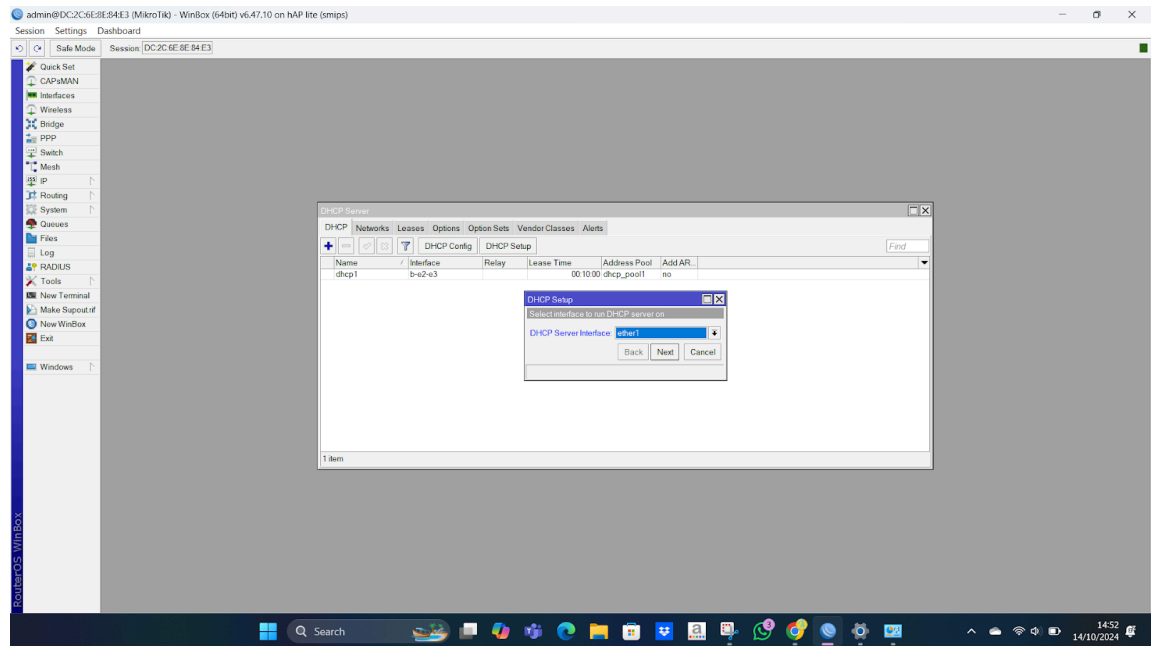 admin@DC:2C:6E:8E:84:E3 (MikroTik) - WinBox (64bit) v6.47.10 on hAP lite (smips)
Session Settings Dashboard
Safe Mode Session: DC:2C:6E:8E:84:E3
Quick Set
CAPsMAN
Interfaces
Wireless
Bridge
PPP
Switch
Mesh
IP
Routing
System
Queues
Files
Log
RADIUS
Tools
New Terminal
Make Supout.rif
New WinBox
Exit
Windows
RouterOS WinBox
DHCP Server
DHCP Networks Leases Options Option Sets Vendor Classes Alerts
DHCP Config DHCP Setup Find
Name / Interface Relay Lease Time Address Pool Add AR...
dhcp1 b-e2-e3 00:10:00 dhcp_pool1 no
DHCP Setup
Select interface to run DHCP server on
DHCP Server Interface: ether1
Back Next Cancel
1 item
Search
3
14:52
14/10/2024